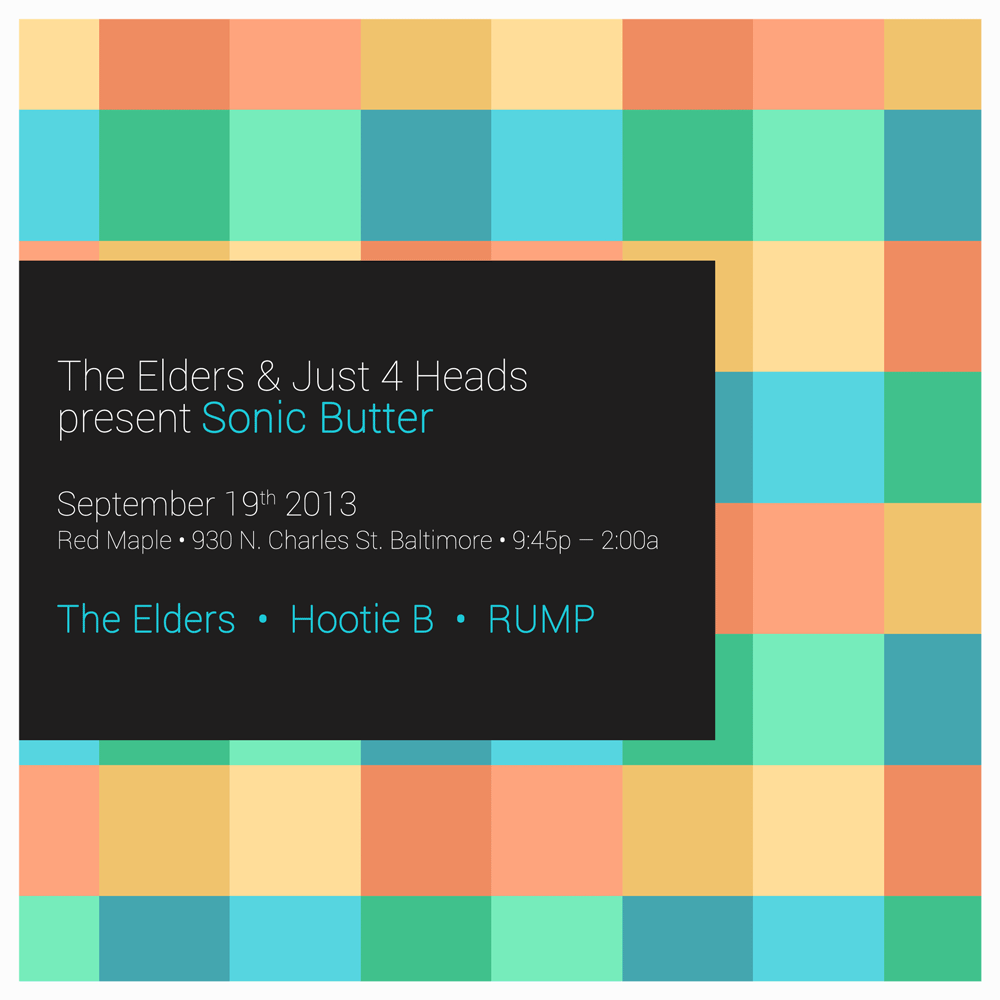 The Elders & Just 4 Heads
present Sonic Butter
September 19th 2013
Red Maple • 930 N. Charles St. Baltimore • 9:45p – 2:00a
The Elders • Hootie B • RUMP